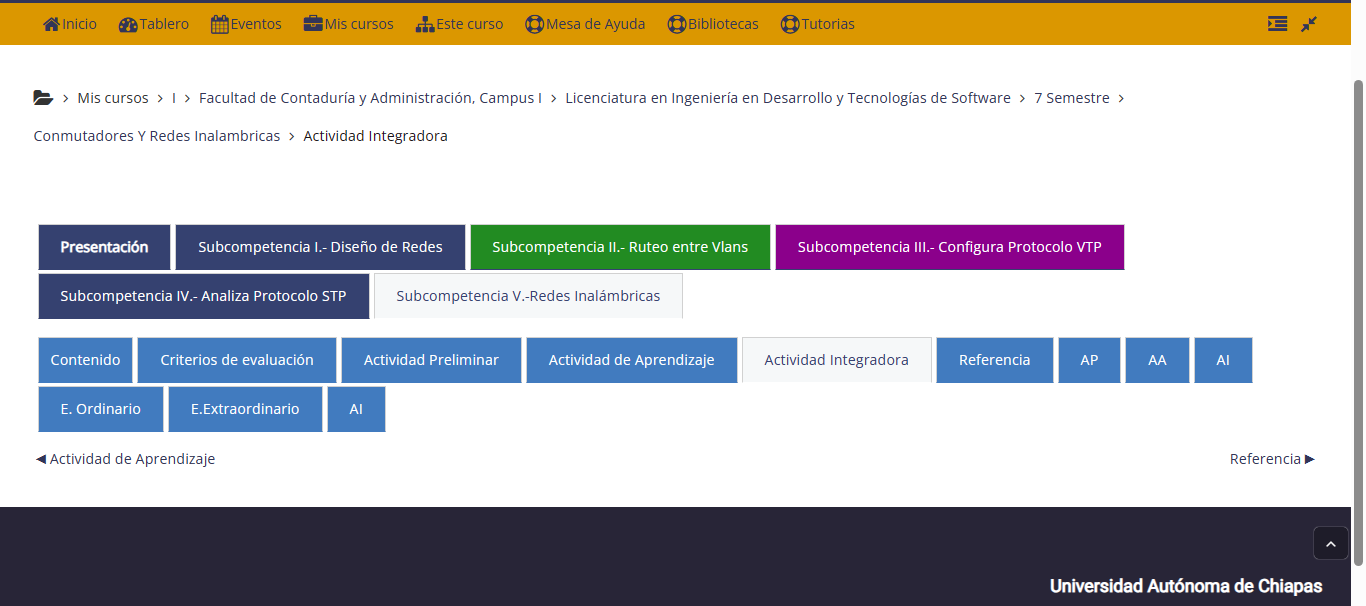 Inicio Tablero Eventos Mis cursos Este curso Mesa de Ayuda Bibliotecas Tutorias
> Mis cursos > I > Facultad de Contaduría y Administración, Campus I > Licenciatura en Ingeniería en Desarrollo y Tecnologías de Software > 7 Semestre >
Conmutadores Y Redes Inalambricas > Actividad Integradora
Presentación Subcompetencia I.- Diseño de Redes Subcompetencia II.- Ruteo entre Vlans Subcompetencia III.- Configura Protocolo VTP
Subcompetencia IV.- Analiza Protocolo STP Subcompetencia V.-Redes Inalámbricas
Contenido Criterios de evaluación Actividad Preliminar Actividad de Aprendizaje Actividad Integradora Referencia AP AA AI
E. Ordinario E.Extraordinario AI
◀ Actividad de Aprendizaje Referencia ▶
Universidad Autónoma de Chiapas